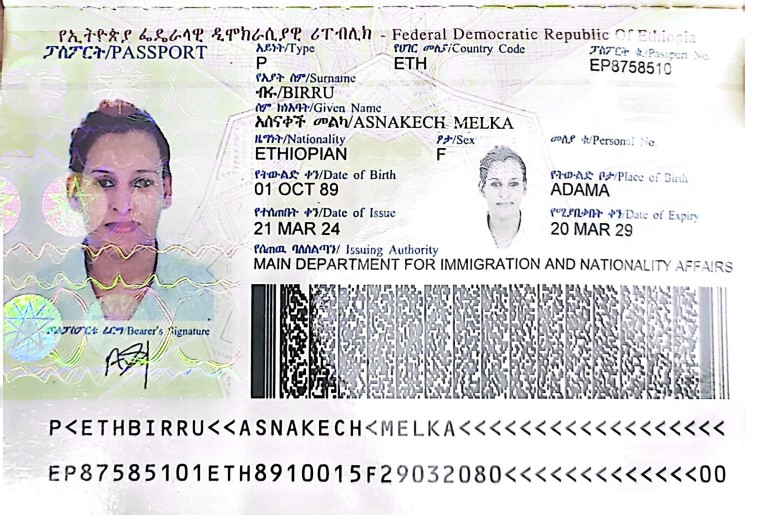 የኢትዮጵያ ፌዴራላዊ ዲሞክራሲያዊ ሪፐብሊክ - Federal Democratic Republic Of Ethiopia
ፓስፖርት/PASSPORT
አይነት/Type
የሀገር መለያ/Country Code
ፓስፖርት ቁ/Passport No.
P
ETH
EP8758510
የአያት ስም/Surname
ብሩ/BIRRU
ስም ከነአባት/Given Name
አስናቀች መልካ/ASNAKECH MELKA
ዜግነት/Nationality
ፆታ/Sex
መለያ ቁ/Personal No.
ETHIOPIAN
F
የትውልድ ቀን/Date of Birth
የትውልድ ቦታ/Place of Birth
01 OCT 89
ADAMA
የተሰጠበት ቀን/Date of Issue
የሚያበቃበት ቀን/Date of Expiry
21 MAR 24
20 MAR 29
የሰጠዉ ባለስልጣን/ Issuing Authority
MAIN DEPARTMENT FOR IMMIGRATION AND NATIONALITY AFFAIRS
የባለፓስፖርቱ ፊርማ/Bearer's Signature
P<ETHBIRRU<<ASNAKECH<MELKA<<<<<<<<<<<<<<<<<<
EP87585101ETH8910015F29032080<<<<<<<<<<<<<00